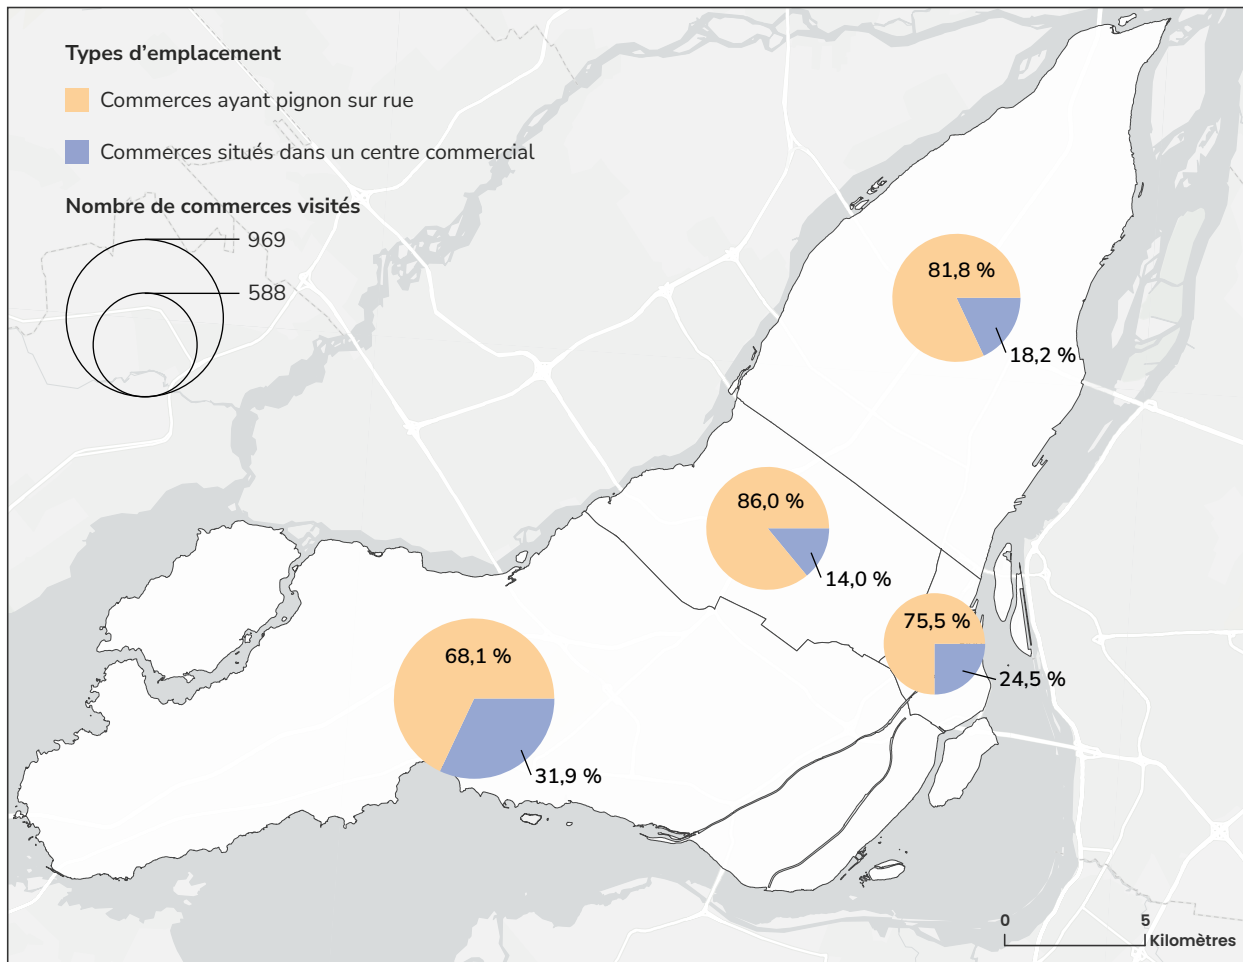 Types d’emplacement
Commerces ayant pignon sur rue
Commerces situés dans un centre commercial
Nombre de commerces visités
969
588
81,8 %
18,2 %
86,0 %
14,0 %
75,5 %
24,5 %
68,1 %
31,9 %
0 5
Kilomètres